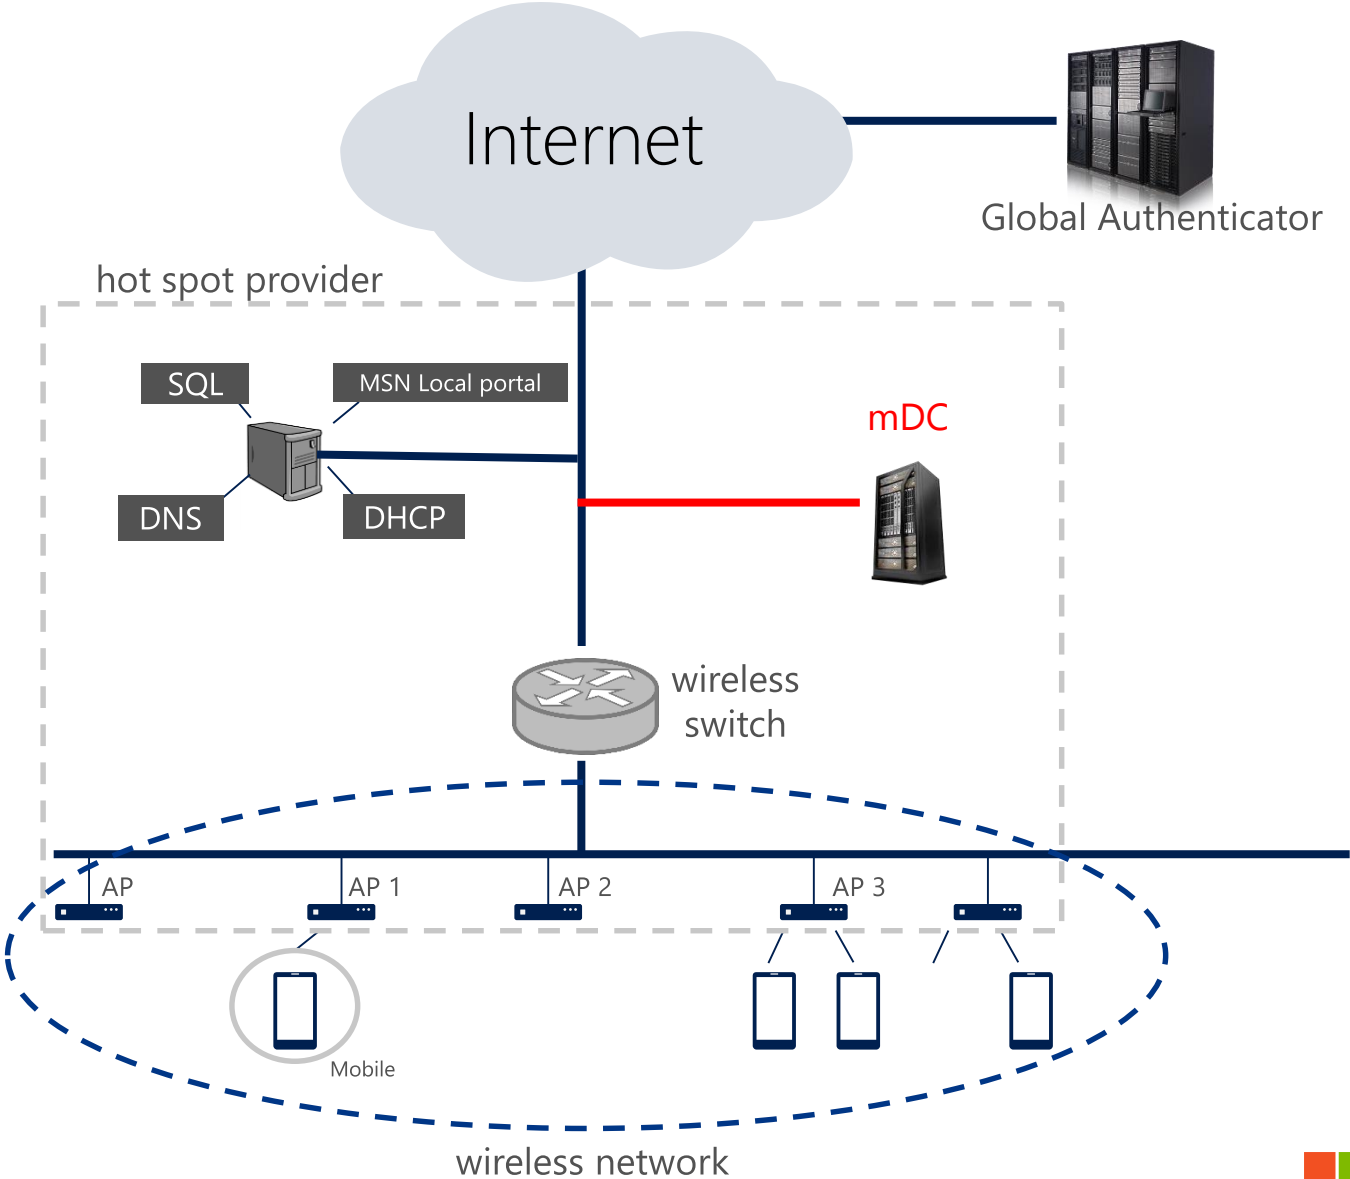 Internet
Global Authenticator
hot spot provider
SQL
MSN Local portal
mDC
DNS
DHCP
wireless
switch
AP
AP 1
AP 2
AP 3
Mobile
wireless network